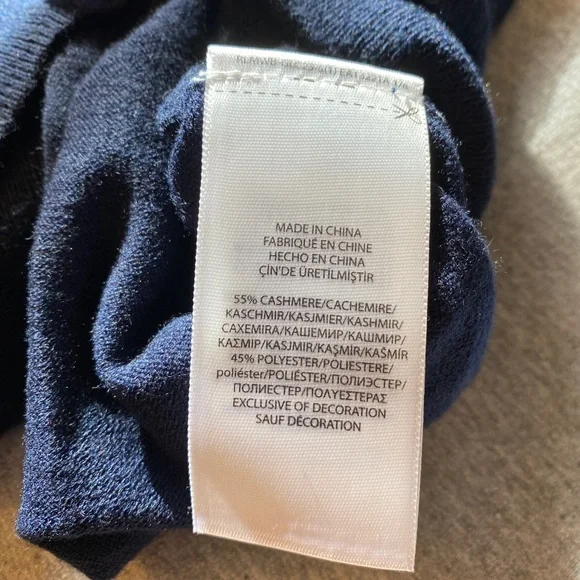 MADE IN CHINA
FABRIQUÉ EN CHINE
HECHO EN CHINA
ÇİN'DE ÜRETİLMİŞTİR
55% CASHMERE/CACHEMIRE/
KASCHMIR/KASJMIER/KASHMIR/
CAXEMIRA/КАШЕМИР/КАШМИР/
ΚΑΣΜΙΡ/KASJMIR/KAŞMİR/KAŠMÍR
45% POLYESTER/POLIESTERE/
poliéster/POLIÉSTER/ПОЛИЭСТЕР/
ПОЛИЕСТЕР/ΠΟΛΥΕΣΤΕΡΑΣ
EXCLUSIVE OF DECORATION
SAUF DÉCORATION